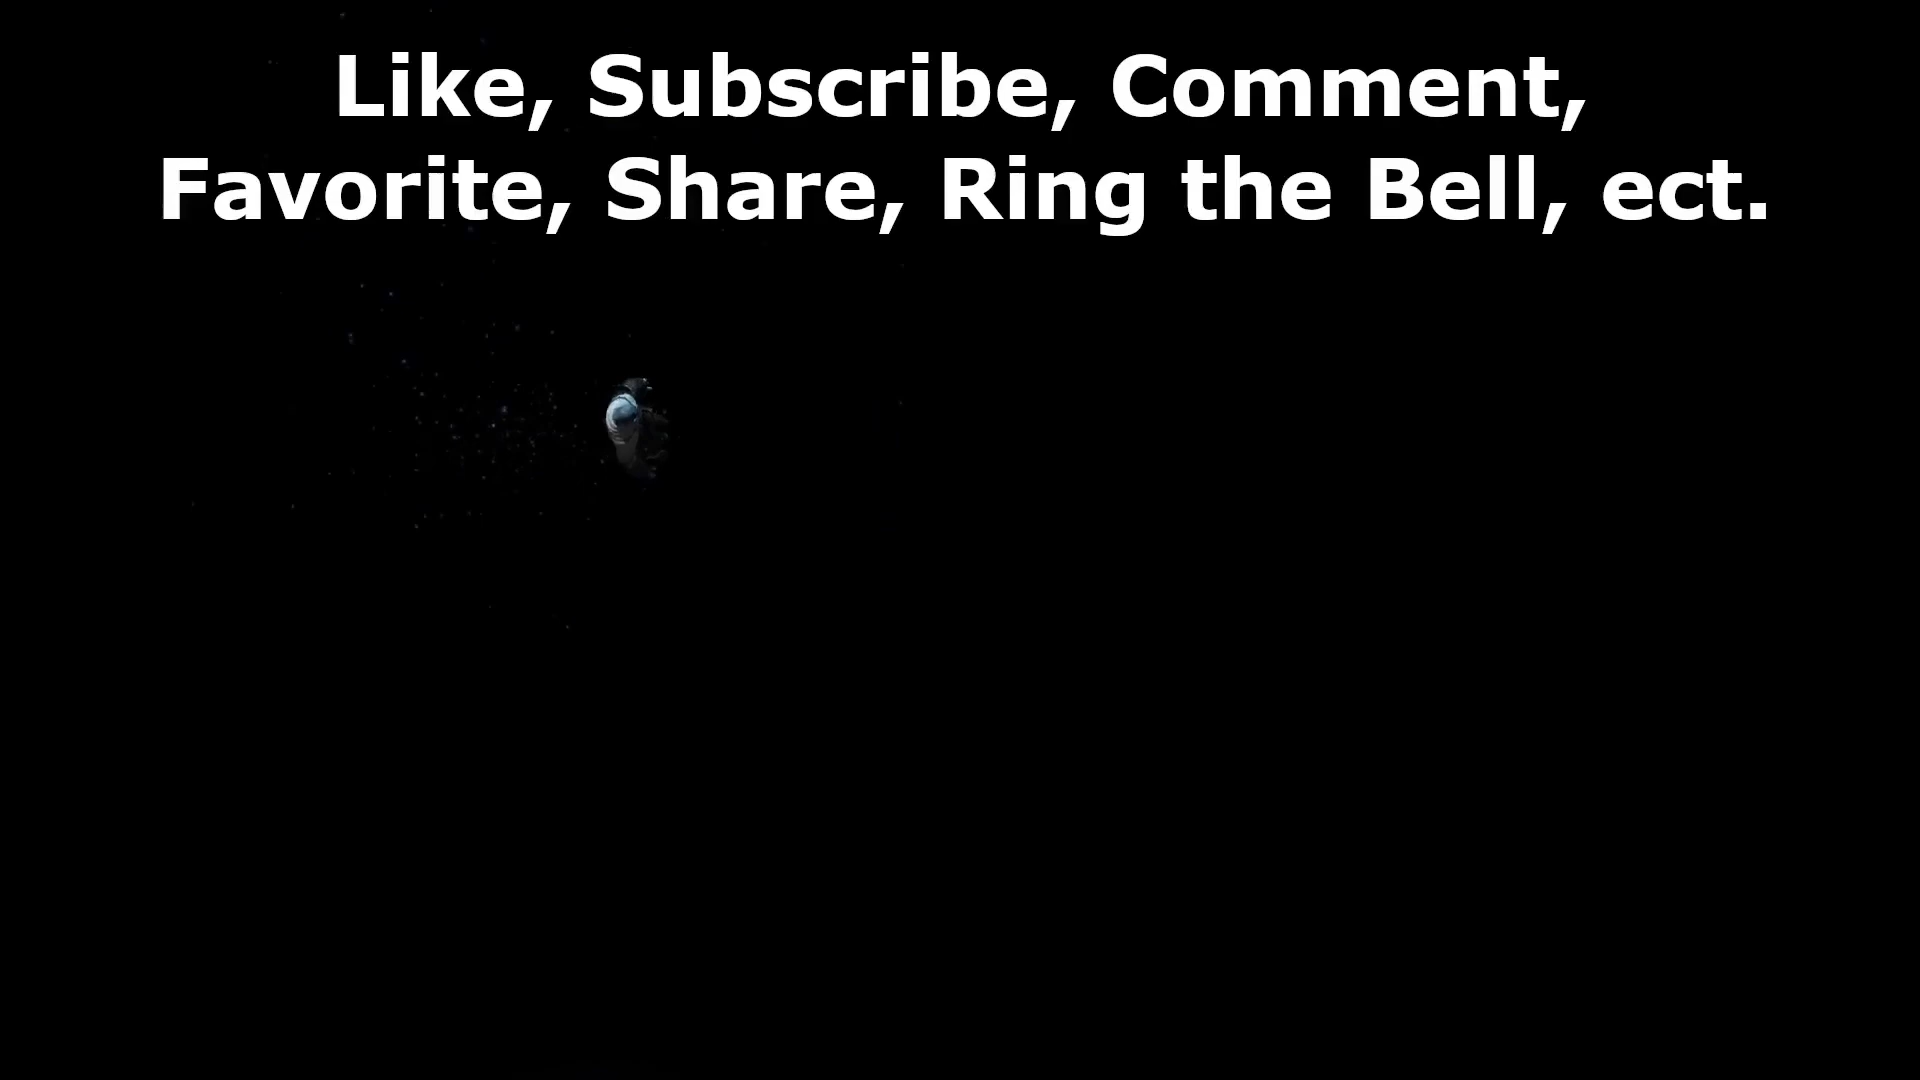 Like, Subscribe, Comment,
Favorite, Share, Ring the Bell, ect.